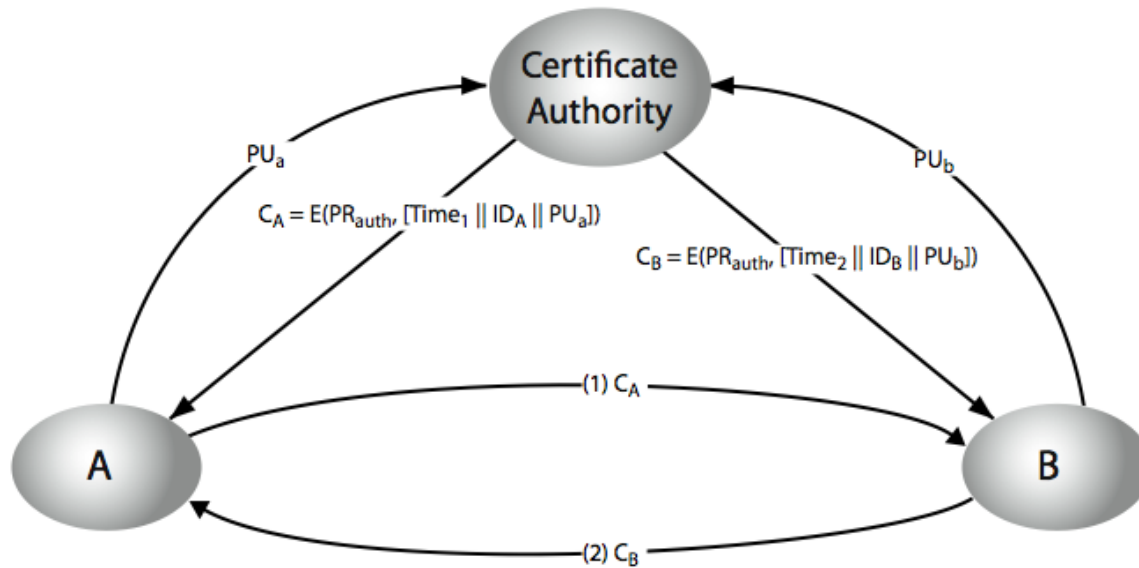 Certificate
Authority
PUa
PUb
CA = E(PRauth, [Time1 || IDA || PUa])
CB = E(PRauth, [Time2 || IDB || PUb])
(1) CA
A
B
(2) CB